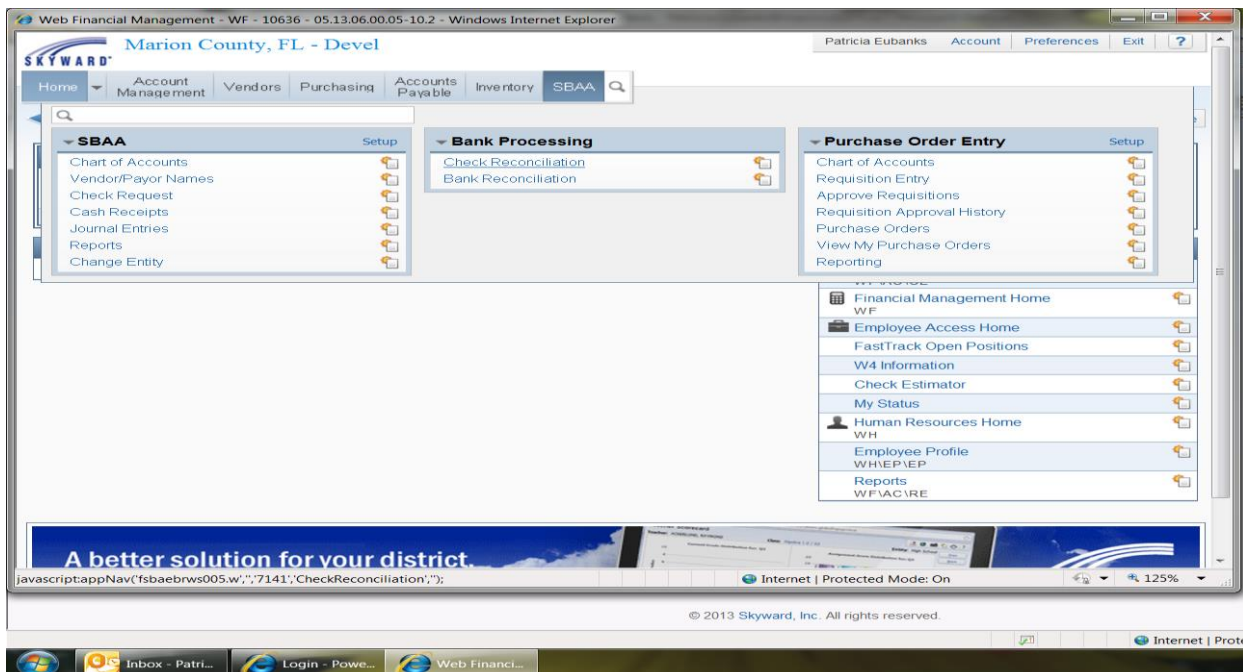 Web Financial Management - WF - 10636 - 05.13.06.00.05-10.2 - Windows Internet Explorer
SKYWARD
Marion County, FL - Devel
Patricia Eubanks Account Preferences Exit ?
Home Account Management Vendors Purchasing Accounts Payable Inventory SBAA
SBAA Setup
Chart of Accounts
Vendor/Payor Names
Check Request
Cash Receipts
Journal Entries
Reports
Change Entity
Bank Processing
Check Reconciliation
Bank Reconciliation
Purchase Order Entry Setup
Chart of Accounts
Requisition Entry
Approve Requisitions
Requisition Approval History
Purchase Orders
View My Purchase Orders
Reporting
Financial Management Home
WF
Employee Access Home
FastTrack Open Positions
W4 Information
Check Estimator
My Status
Human Resources Home
WH
Employee Profile
WH\EP\EP
Reports
WF\AC\RE
A better solution for your district.
javascript:appNav('fsbaebrws005.w','','7141','CheckReconciliation','');
Internet | Protected Mode: On
125%
© 2013 Skyward, Inc. All rights reserved.
Internet | Prote
Inbox - Patri... Login - Powe... Web Financi...